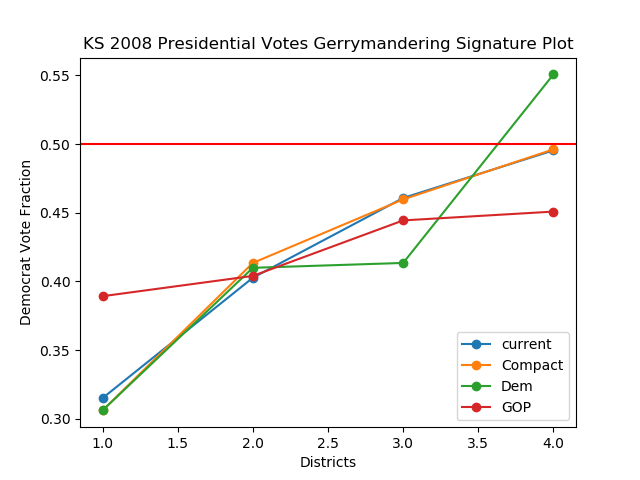 KS 2008 Presidential Votes Gerrymandering Signature Plot
0.55
0.50
0.45
0.40
0.35
0.30
Democrat Vote Fraction
current
Compact
Dem
GOP
1.0 1.5 2.0 2.5 3.0 3.5 4.0
Districts